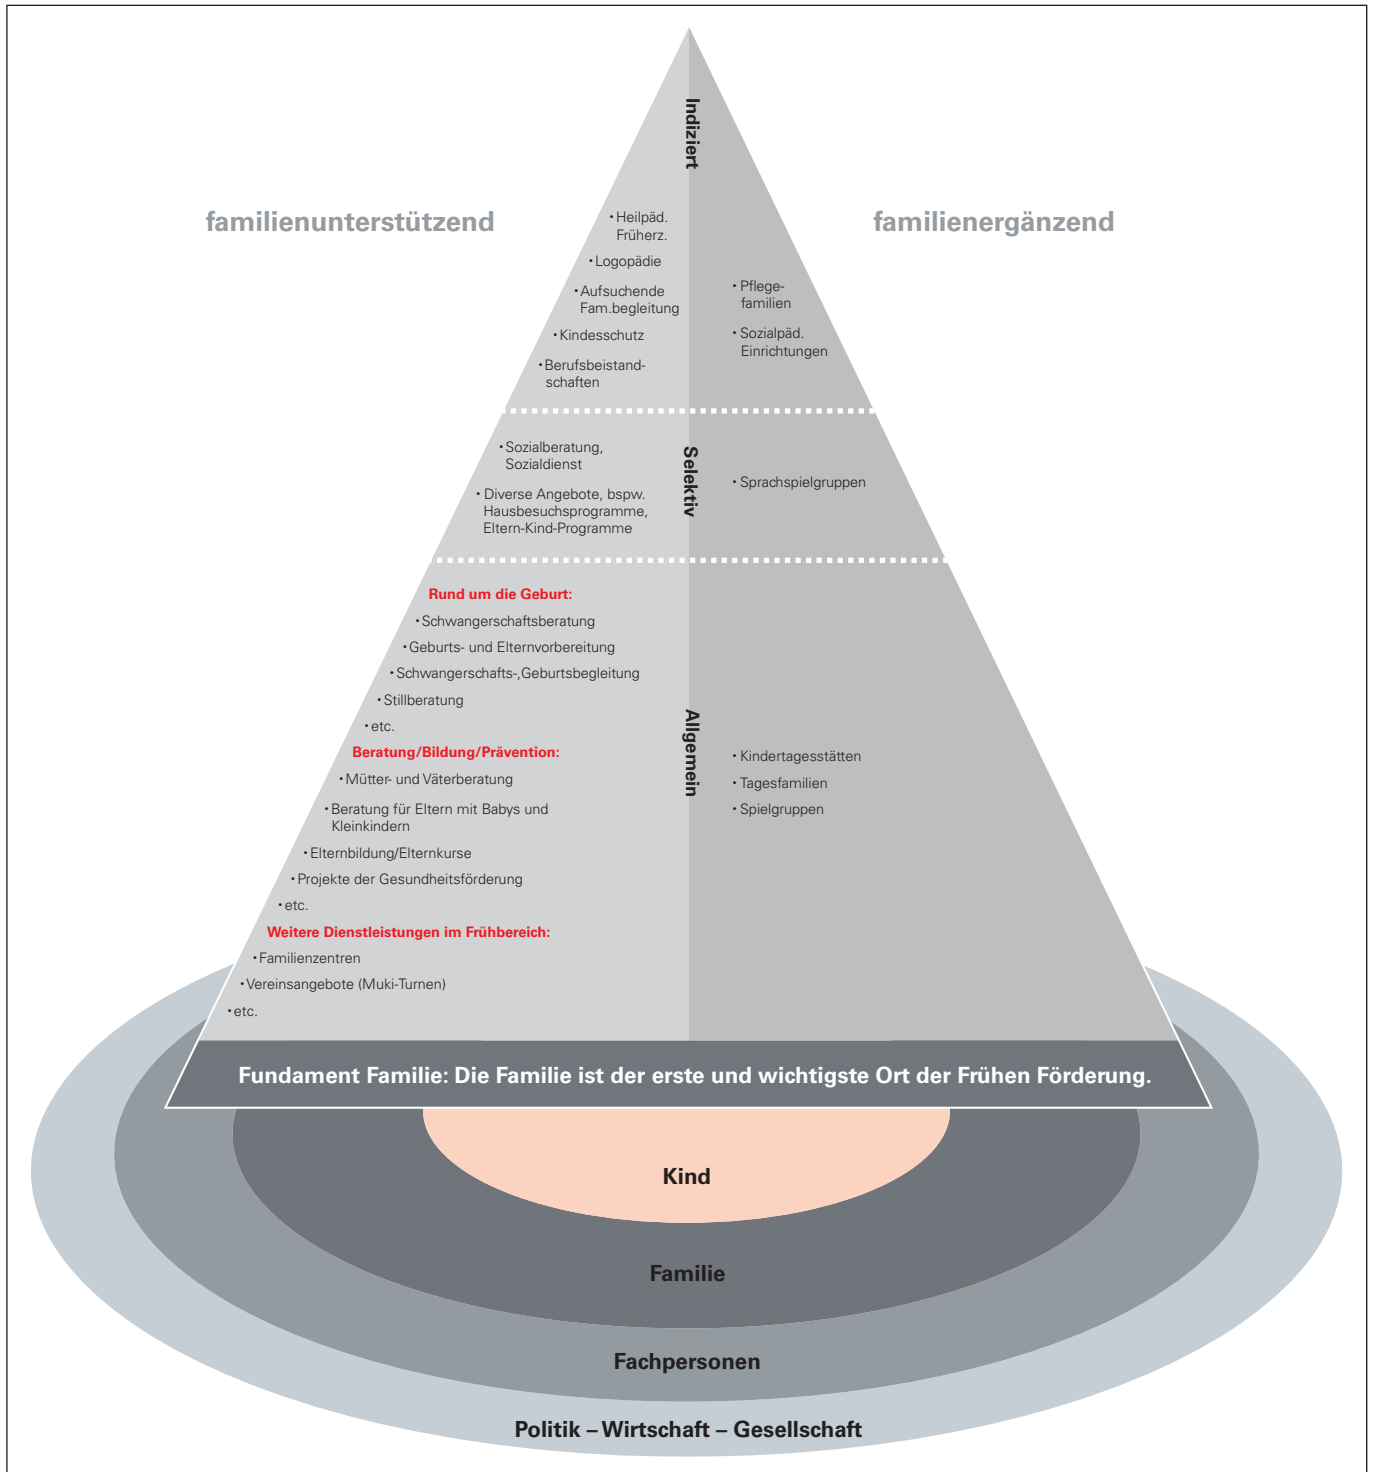 Indiziert
familienunterstützend
familienergänzend
• Heilpäd.
Früherz.
• Logopädie
• Aufsuchende
Fam.begleitung
• Kindesschutz
• Berufsbeistand-
schaften
• Pflege-
familien
• Sozialpäd.
Einrichtungen
Selektiv
• Sozialberatung,
Sozialdienst
• Diverse Angebote, bspw.
Hausbesuchsprogramme,
Eltern-Kind-Programme
• Sprachspielgruppen
Allgemein
Rund um die Geburt:
• Schwangerschaftsberatung
• Geburts- und Elternvorbereitung
• Schwangerschafts-,Geburtsbegleitung
• Stillberatung
• etc.
Beratung/Bildung/Prävention:
• Mütter- und Väterberatung
• Beratung für Eltern mit Babys und
Kleinkindern
• Elternbildung/Elternkurse
• Projekte der Gesundheitsförderung
• etc.
Weitere Dienstleistungen im Frühbereich:
• Familienzentren
• Vereinsangebote (Muki-Turnen)
• etc.
• Kindertagesstätten
• Tagesfamilien
• Spielgruppen
Fundament Familie: Die Familie ist der erste und wichtigste Ort der Frühen Förderung.
Kind
Familie
Fachpersonen
Politik – Wirtschaft – Gesellschaft